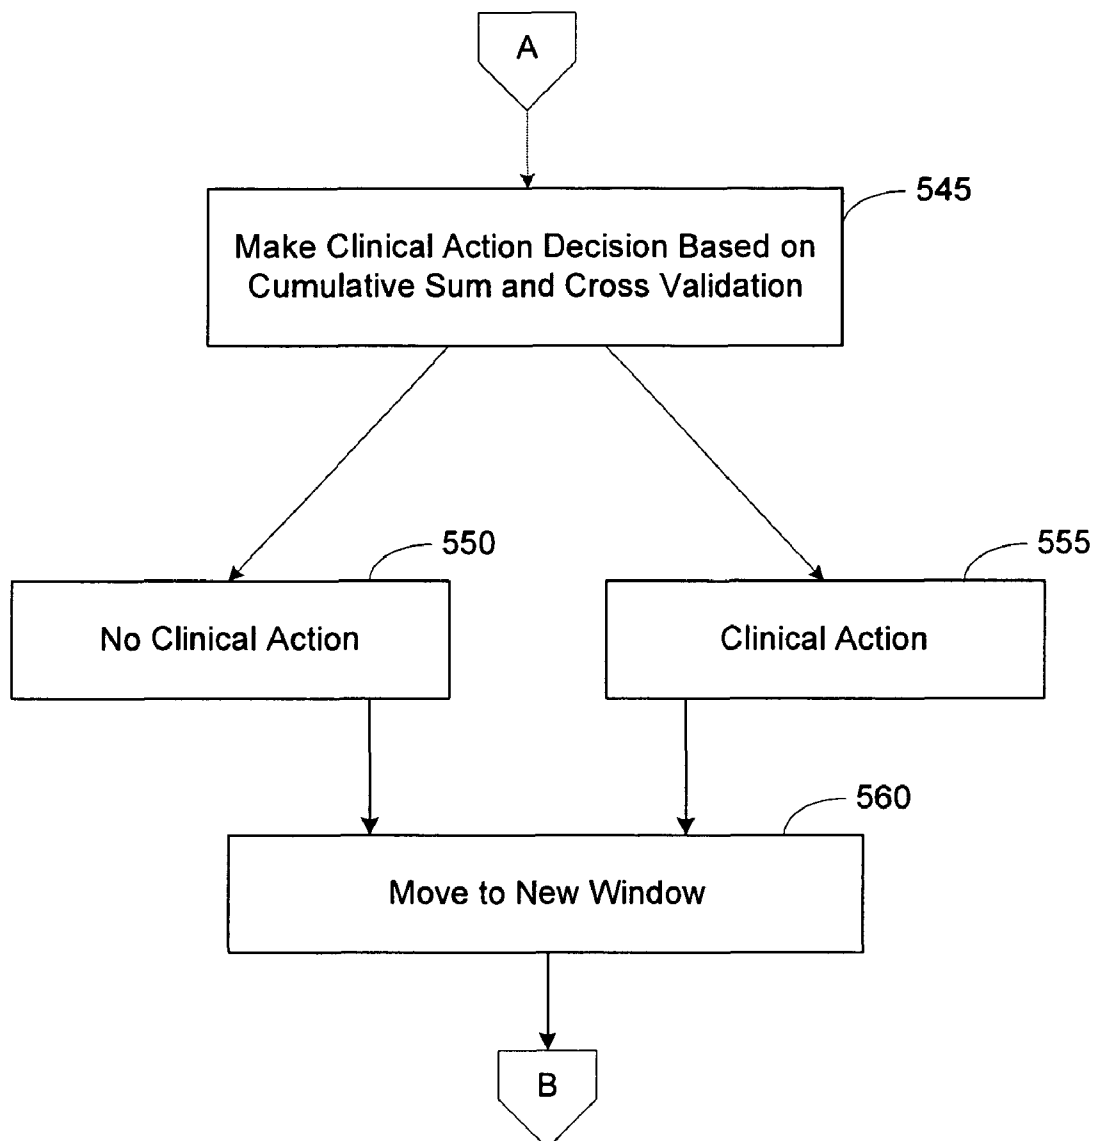 A
545
Make Clinical Action Decision Based on
Cumulative Sum and Cross Validation
550
555
No Clinical Action
Clinical Action
560
Move to New Window
B